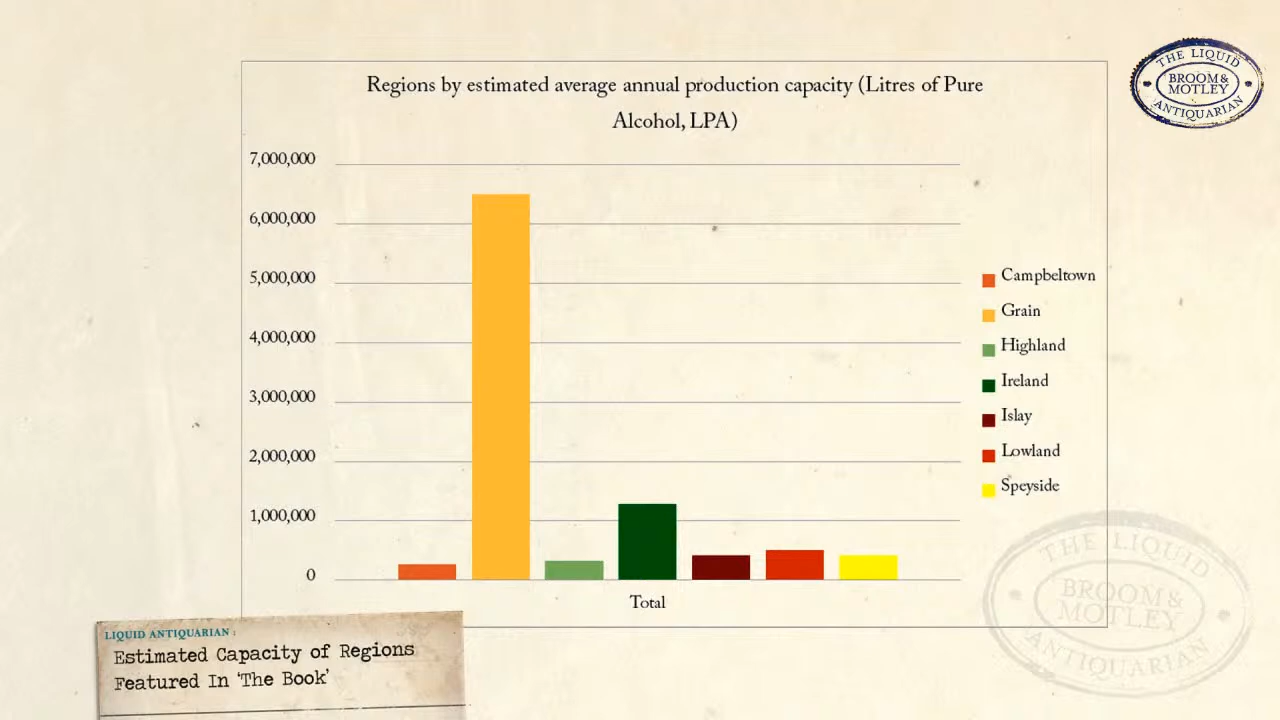 THE LIQUID
BROOM &
MOTLEY
ANTIQUARIAN
Regions by estimated average annual production capacity (Litres of Pure
Alcohol, LPA)
7,000,000
6,000,000
5,000,000
4,000,000
3,000,000
2,000,000
1,000,000
0
Total
Campbeltown
Grain
Highland
Ireland
Islay
Lowland
Speyside
THE LIQUID
BROOM &
MOTLEY
ANTIQUARIAN
LIQUID ANTIQUARIAN :
Estimated Capacity of Regions
Featured In 'The Book'